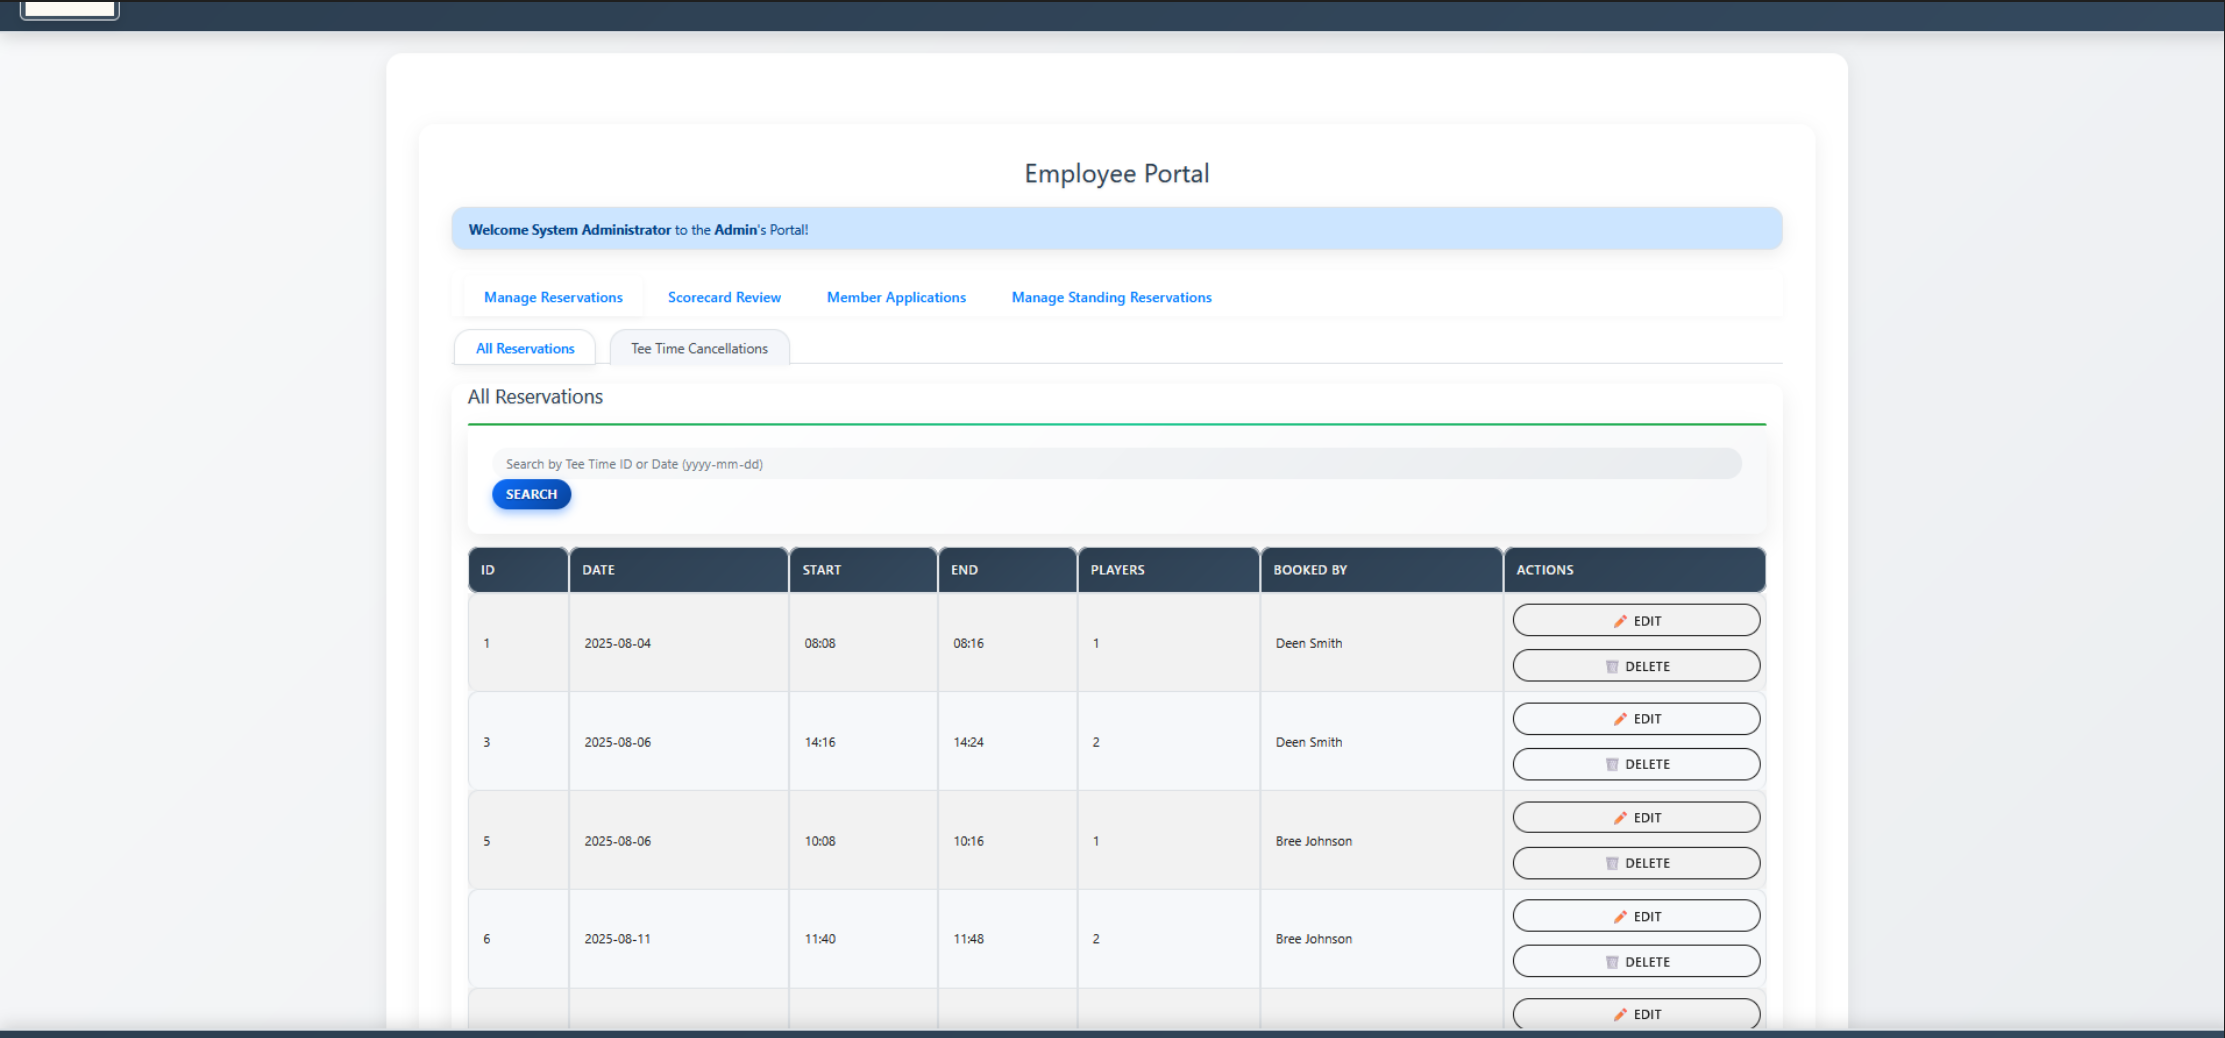 Employee Portal
Welcome System Administrator to the Admin's Portal!
Manage Reservations Scorecard Review Member Applications Manage Standing Reservations
All Reservations Tee Time Cancellations
All Reservations
Search by Tee Time ID or Date (yyyy-mm-dd)
SEARCH
ID DATE START END PLAYERS BOOKED BY ACTIONS
EDIT
1 2025-08-04 08:08 08:16 1 Deen Smith
DELETE
EDIT
3 2025-08-06 14:16 14:24 2 Deen Smith
DELETE
EDIT
5 2025-08-06 10:08 10:16 1 Bree Johnson
DELETE
EDIT
6 2025-08-11 11:40 11:48 2 Bree Johnson
DELETE
EDIT